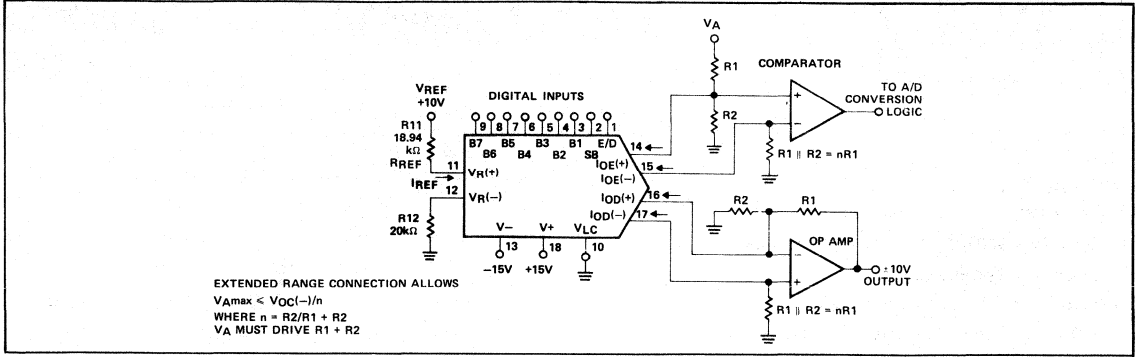 VA
R1
COMPARATOR
VREF
+10V
DIGITAL INPUTS
+
TO A/D
CONVERSION
LOGIC
R2
−
R11
18.94
kΩ
RREF
9 8 7 6 5 4 3 2 1
B7 B5 B3 B1 E/D
B6 B4 B2 SB
14
R1 || R2 = nR1
11
VR(+)
IOE(+)
15
IREF
IOE(−)
12
VR(−)
IOD(+)
16
R2
R1
IOD(−)
17
R12
20kΩ
V− V+ VLC
OP AMP
13 18 10
−
±10V
OUTPUT
−15V +15V
+
EXTENDED RANGE CONNECTION ALLOWS
VAmax ≤ VOC(−)/n
R1 || R2 = nR1
WHERE n = R2/R1 + R2
VA MUST DRIVE R1 + R2